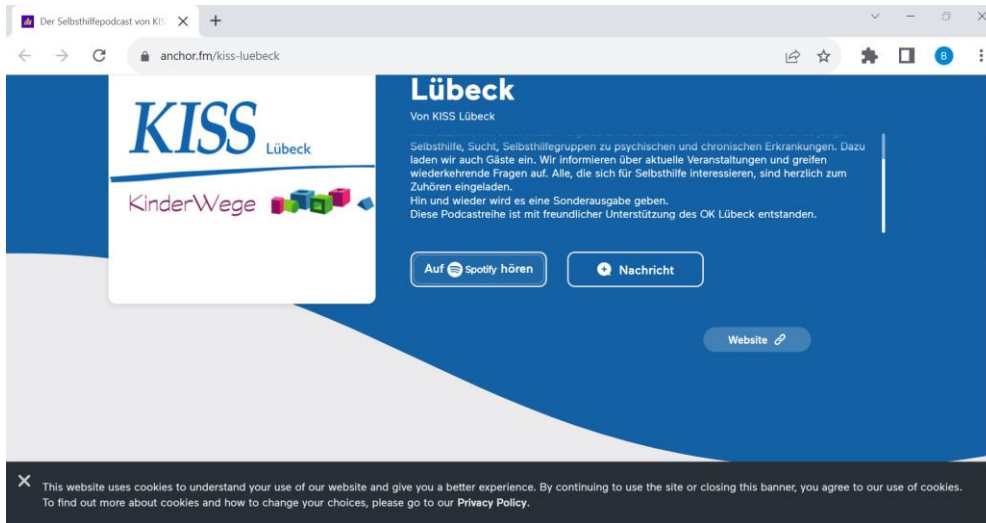 Der Selbsthilfepodcast von KIS
anchor.fm/kiss-luebeck
B
KISS Lübeck
KinderWege
Lübeck
Von KISS Lübeck
Selbsthilfe, Sucht, Selbsthilfegruppen zu psychischen und chronischen Erkrankungen. Dazu
laden wir auch Gäste ein. Wir informieren über aktuelle Veranstaltungen und greifen
wiederkehrende Fragen auf. Alle, die sich für Selbsthilfe interessieren, sind herzlich zum
Zuhören eingeladen.
Hin und wieder wird es eine Sonderausgabe geben.
Diese Podcastreihe ist mit freundlicher Unterstützung des OK Lübeck entstanden.
Auf Spotify hören
Nachricht
Website
This website uses cookies to understand your use of our website and give you a better experience. By continuing to use the site or closing this banner, you agree to our use of cookies.
To find out more about cookies and how to change your choices, please go to our Privacy Policy.